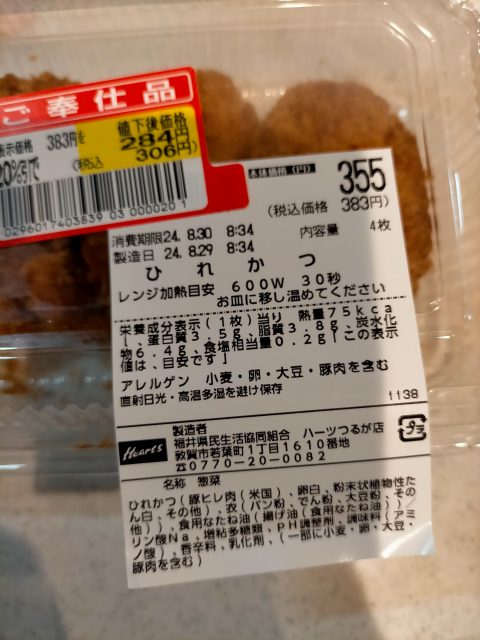 ご奉仕品
表示価格 383円を
20%引で
値下後価格
284円
(税込 306円)
0296017403839 03 000020 1
本体価格(円) 355
(税込価格 383円)
消費期限24.8.30 8:34 内容量 4枚
製造日 24.8.29 8:34
ひれかつ
レンジ加熱目安 600W 30秒
お皿に移し温めてください
栄養成分表示(1枚)当り 熱量75kca
l、蛋白質3.5g、脂質3.8g、炭水化
物6.4g、食塩相当量0.2g[この表示
値は、目安です]
アレルゲン 小麦・卵・大豆・豚肉を含む
直射日光・高温多湿を避け保存
1138
製造者
福井県民生活協同組合 ハーツつるが店
敦賀市若葉町1丁目1610番地
☎0770-20-0082
Hearts
プラ
名称 惣菜
ひれかつ(豚ヒレ肉(米国)、卵白、粉末状植物性た
ん白、その他)、衣(パン粉、でん粉、大豆粉、その
他)、食用なたね油(揚げ油(食用なたね油))、
リン酸Na、増粘多糖類、pH調整剤、調味料(アミ
ノ酸)、香辛料、乳化剤、(一部に小麦・卵・大豆・
豚肉を含む)